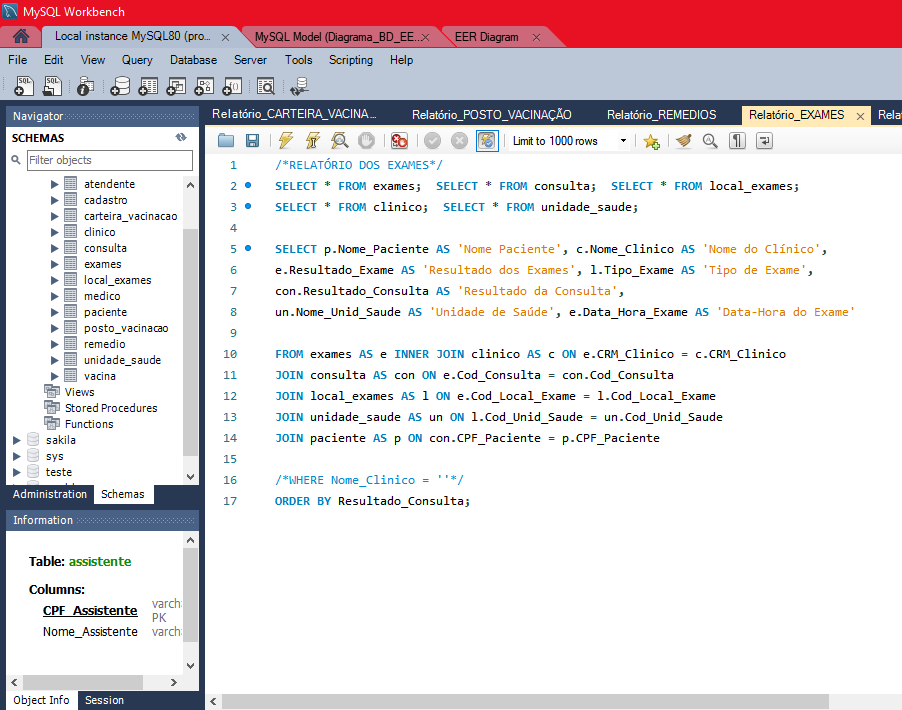 MySQL Workbench
Local instance MySQL80 (pro... ×
MySQL Model (Diagrama_BD_EE... ×
EER Diagram ×
File Edit View Query Database Server Tools Scripting Help
Navigator
SCHEMAS
Filter objects
atendente
cadastro
carteira_vacinacao
clinico
consulta
exames
local_exames
medico
paciente
posto_vacinacao
remedio
unidade_saude
vacina
Views
Stored Procedures
Functions
sakila
sys
teste
Administration Schemas
Information
Table: assistente
Columns:
CPF_Assistente varcha
PK
Nome_Assistente varch
Object Info Session
Relatório_CARTEIRA_VACINA... Relatório_POSTO_VACINAÇÃO Relatório_REMEDIOS Relatório_EXAMES × Rela
Limit to 1000 rows
1 /*RELATÓRIO DOS EXAMES*/
2 SELECT * FROM exames; SELECT * FROM consulta; SELECT * FROM local_exames;
3 SELECT * FROM clinico; SELECT * FROM unidade_saude;
4
5 SELECT p.Nome_Paciente AS 'Nome Paciente', c.Nome_Clinico AS 'Nome do Clínico',
6 e.Resultado_Exame AS 'Resultado dos Exames', l.Tipo_Exame AS 'Tipo de Exame',
7 con.Resultado_Consulta AS 'Resultado da Consulta',
8 un.Nome_Unid_Saude AS 'Unidade de Saúde', e.Data_Hora_Exame AS 'Data-Hora do Exame'
9
10 FROM exames AS e INNER JOIN clinico AS c ON e.CRM_Clinico = c.CRM_Clinico
11 JOIN consulta AS con ON e.Cod_Consulta = con.Cod_Consulta
12 JOIN local_exames AS l ON e.Cod_Local_Exame = l.Cod_Local_Exame
13 JOIN unidade_saude AS un ON l.Cod_Unid_Saude = un.Cod_Unid_Saude
14 JOIN paciente AS p ON con.CPF_Paciente = p.CPF_Paciente
15
16 /*WHERE Nome_Clinico = ''*/
17 ORDER BY Resultado_Consulta;